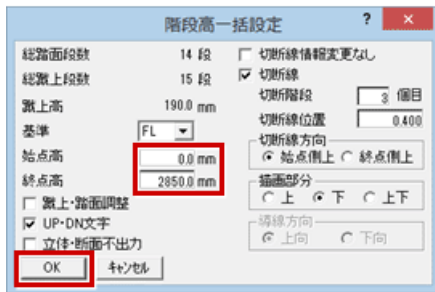 階段高一括設定 ? ×
総踏面段数 14 段
総蹴上段数 15 段
蹴上高 190.0 mm
基準 FL
始点高 0.0 mm
終点高 2850.0 mm
蹴上・踏面調整
UP・DN文字
立体・断面不出力
OK キャンセル
切断線情報変更なし
切断線
切断階段 3 個目
切断線位置 0.400
切断線方向
始点側上 終点側上
描画部分
上 下 上下
導線方向
上向 下向